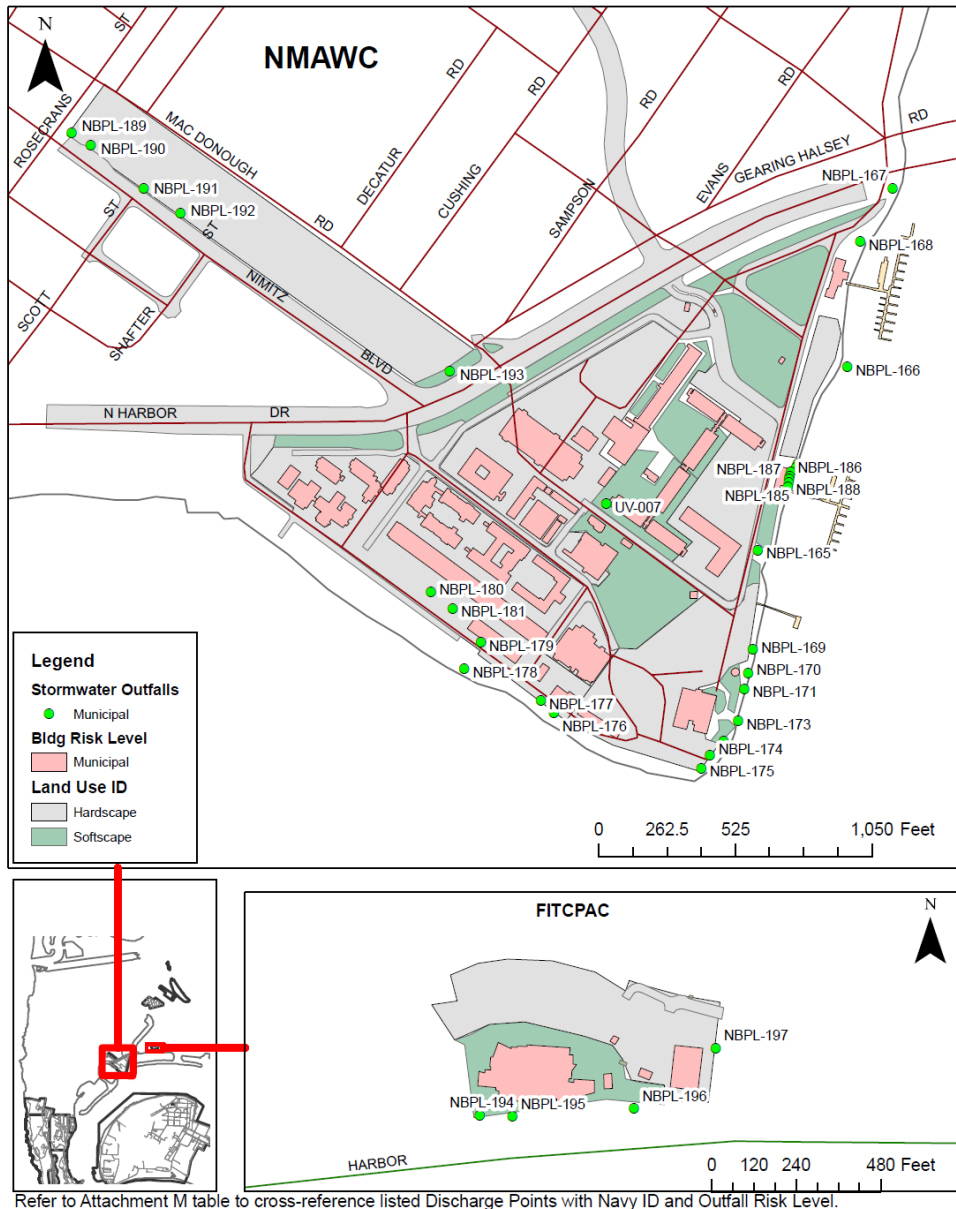 N
NMAWC
ST
ROSECRANS
MAC DONOUGH
RD
DECATUR
RD
CUSHING
RD
SAMPSON
RD
EVANS
RD
GEARING HALSEY
RD
NBPL-189
NBPL-190
NBPL-191
NBPL-192
NBPL-167
NBPL-168
ST
ST
SCOTT
SHAFTER
NIMITZ
BLVD
NBPL-193
NBPL-166
N HARBOR
DR
NBPL-187
NBPL-186
NBPL-185
NBPL-188
UV-007
NBPL-165
NBPL-180
NBPL-181
NBPL-179
NBPL-178
NBPL-177
NBPL-176
NBPL-169
NBPL-170
NBPL-171
NBPL-173
NBPL-174
NBPL-175
Legend
Stormwater Outfalls
Municipal
Bldg Risk Level
Municipal
Land Use ID
Hardscape
Softscape
0 262.5 525 1,050 Feet
FITCPAC
N
NBPL-197
NBPL-194
NBPL-195
NBPL-196
HARBOR
0 120 240 480 Feet
Refer to Attachment M table to cross-reference listed Discharge Points with Navy ID and Outfall Risk Level.